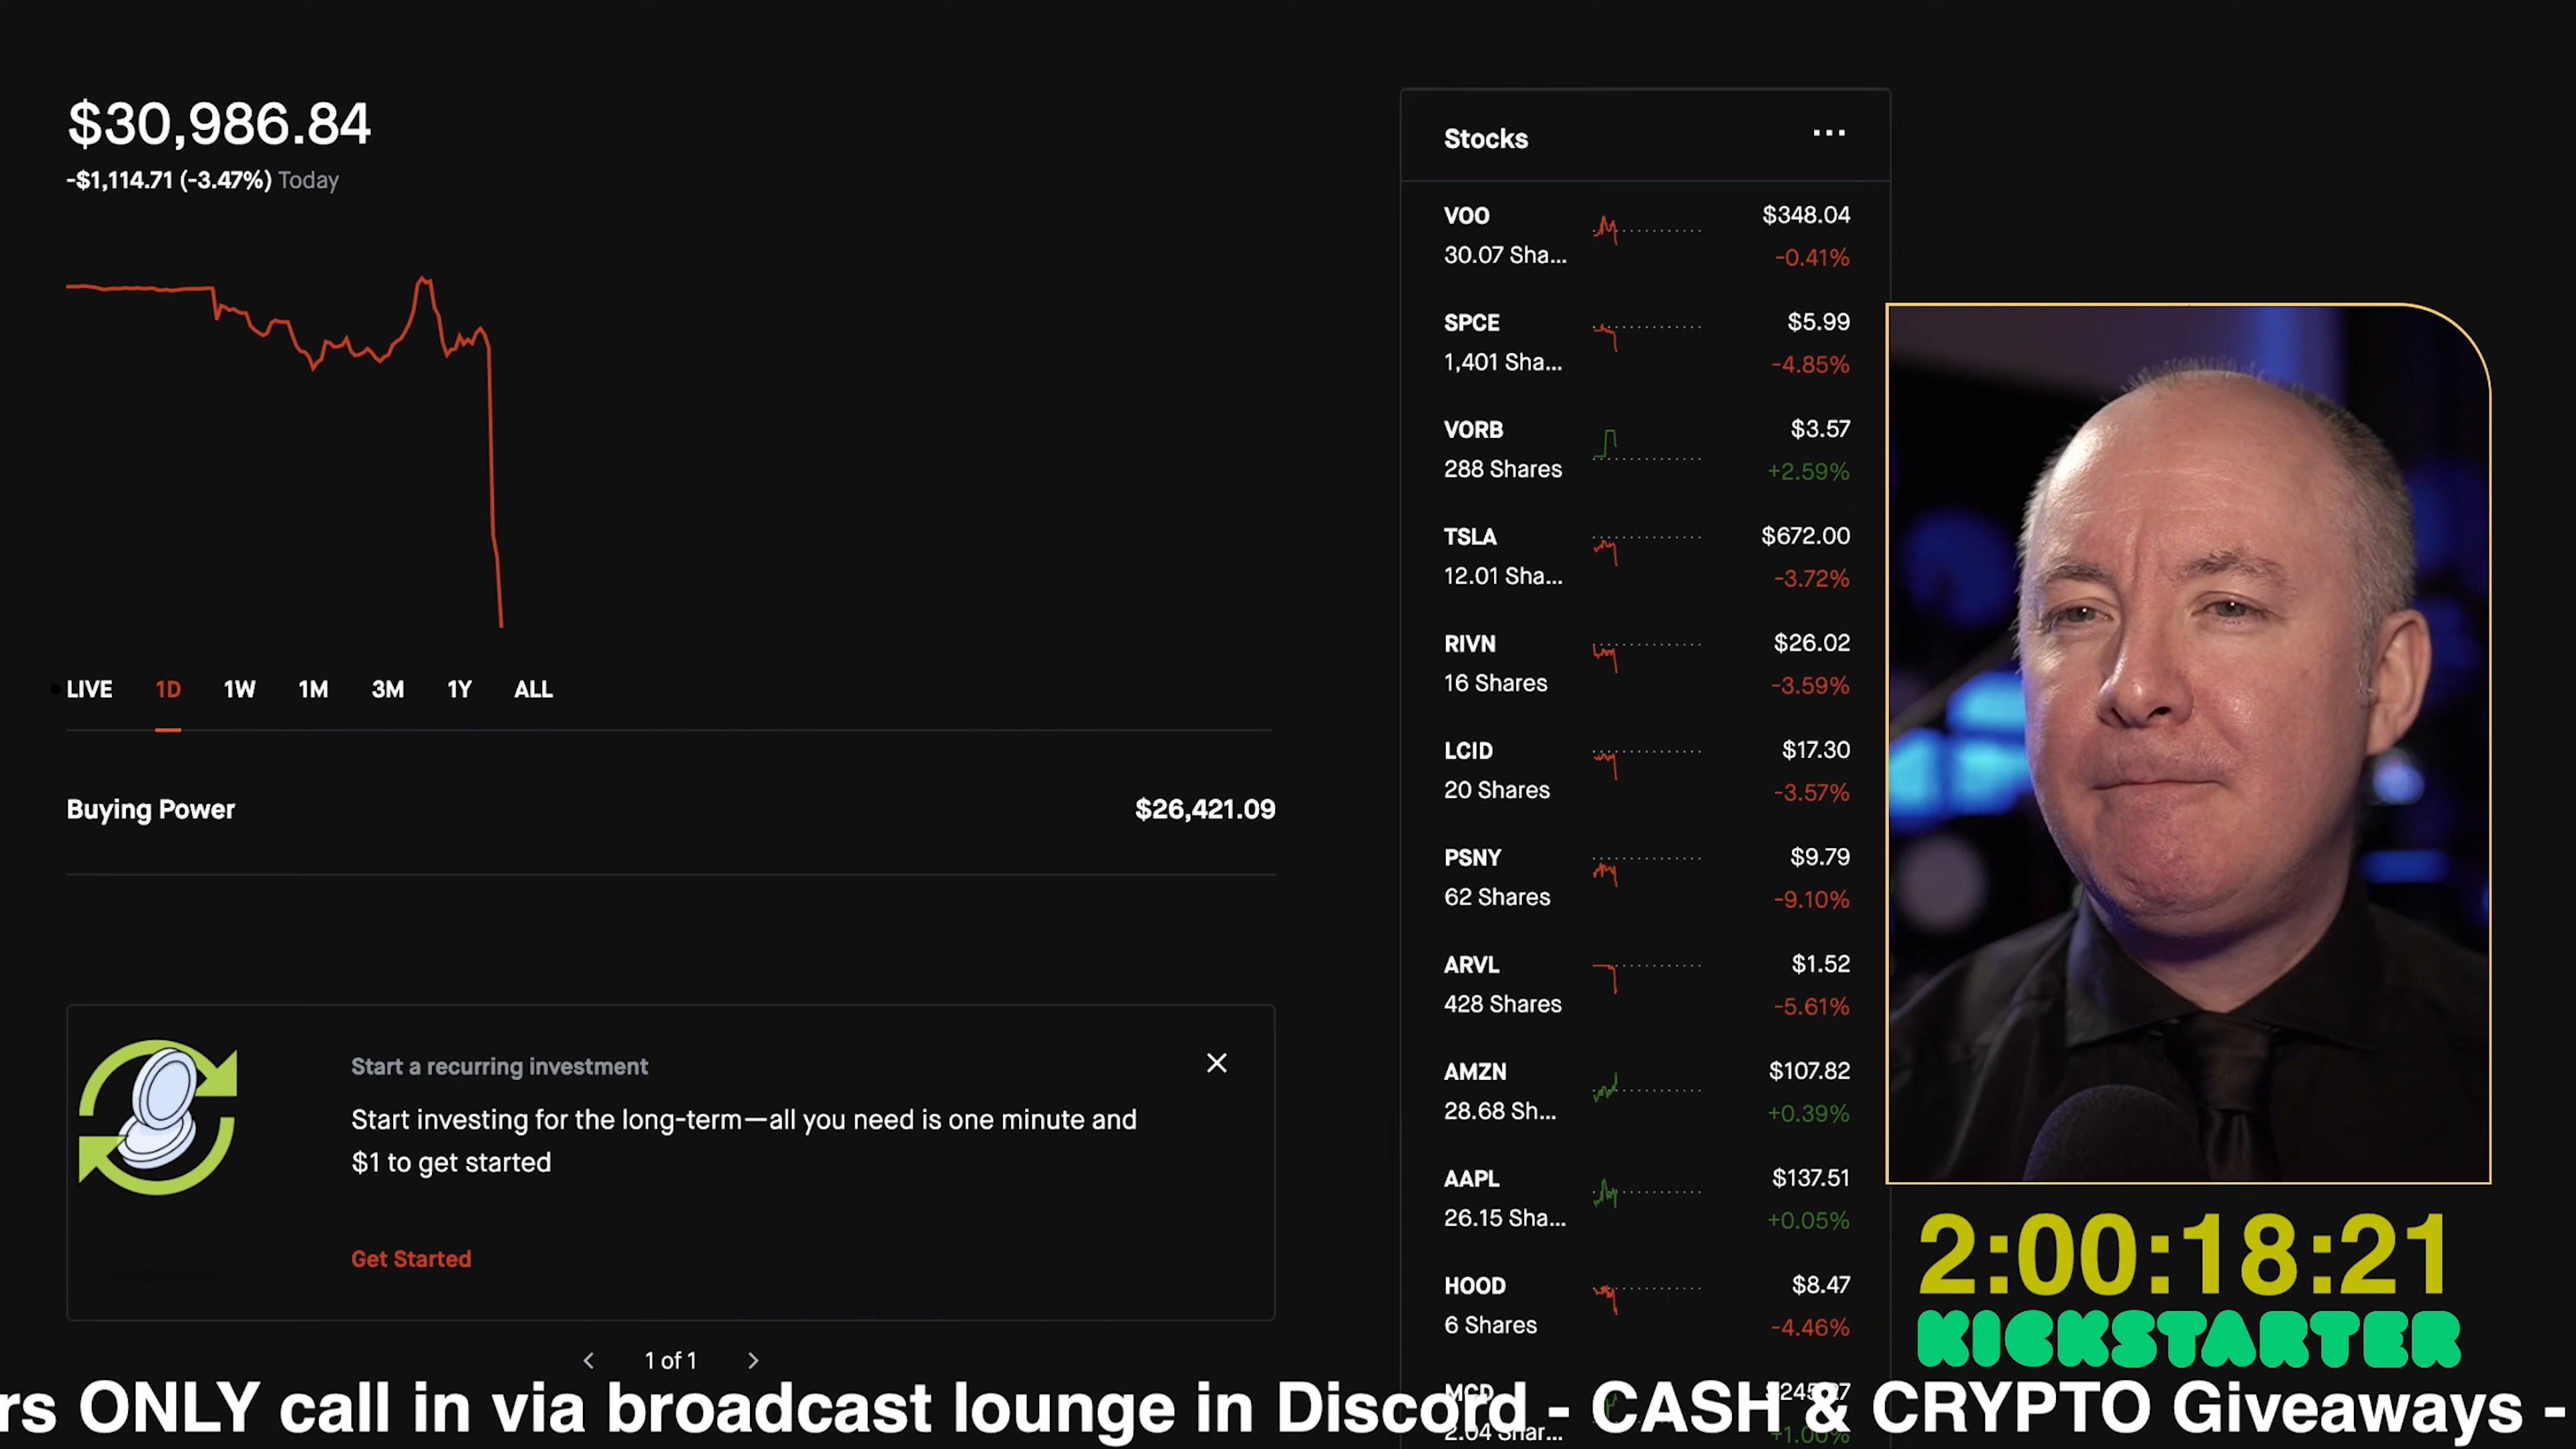 $30,986.84
-$1,114.71 (-3.47%) Today
LIVE 1D 1W 1M 3M 1Y ALL
Buying Power $26,421.09
Start a recurring investment
Start investing for the long-term—all you need is one minute and
$1 to get started
Get Started
1 of 1
Stocks
VOO $348.04
30.07 Sha... -0.41%
SPCE $5.99
1,401 Sha... -4.85%
VORB $3.57
288 Shares +2.59%
TSLA $672.00
12.01 Sha... -3.72%
RIVN $26.02
16 Shares -3.59%
LCID $17.30
20 Shares -3.57%
PSNY $9.79
62 Shares -9.10%
ARVL $1.52
428 Shares -5.61%
AMZN $107.82
28.68 Sh... +0.39%
AAPL $137.51
26.15 Sha... +0.05%
HOOD $8.47
6 Shares -4.46%
MCD
2.04 Shar...
2:00:18:21
KICKSTARTER
rs ONLY call in via broadcast lounge in Discord - CASH & CRYPTO Giveaways -